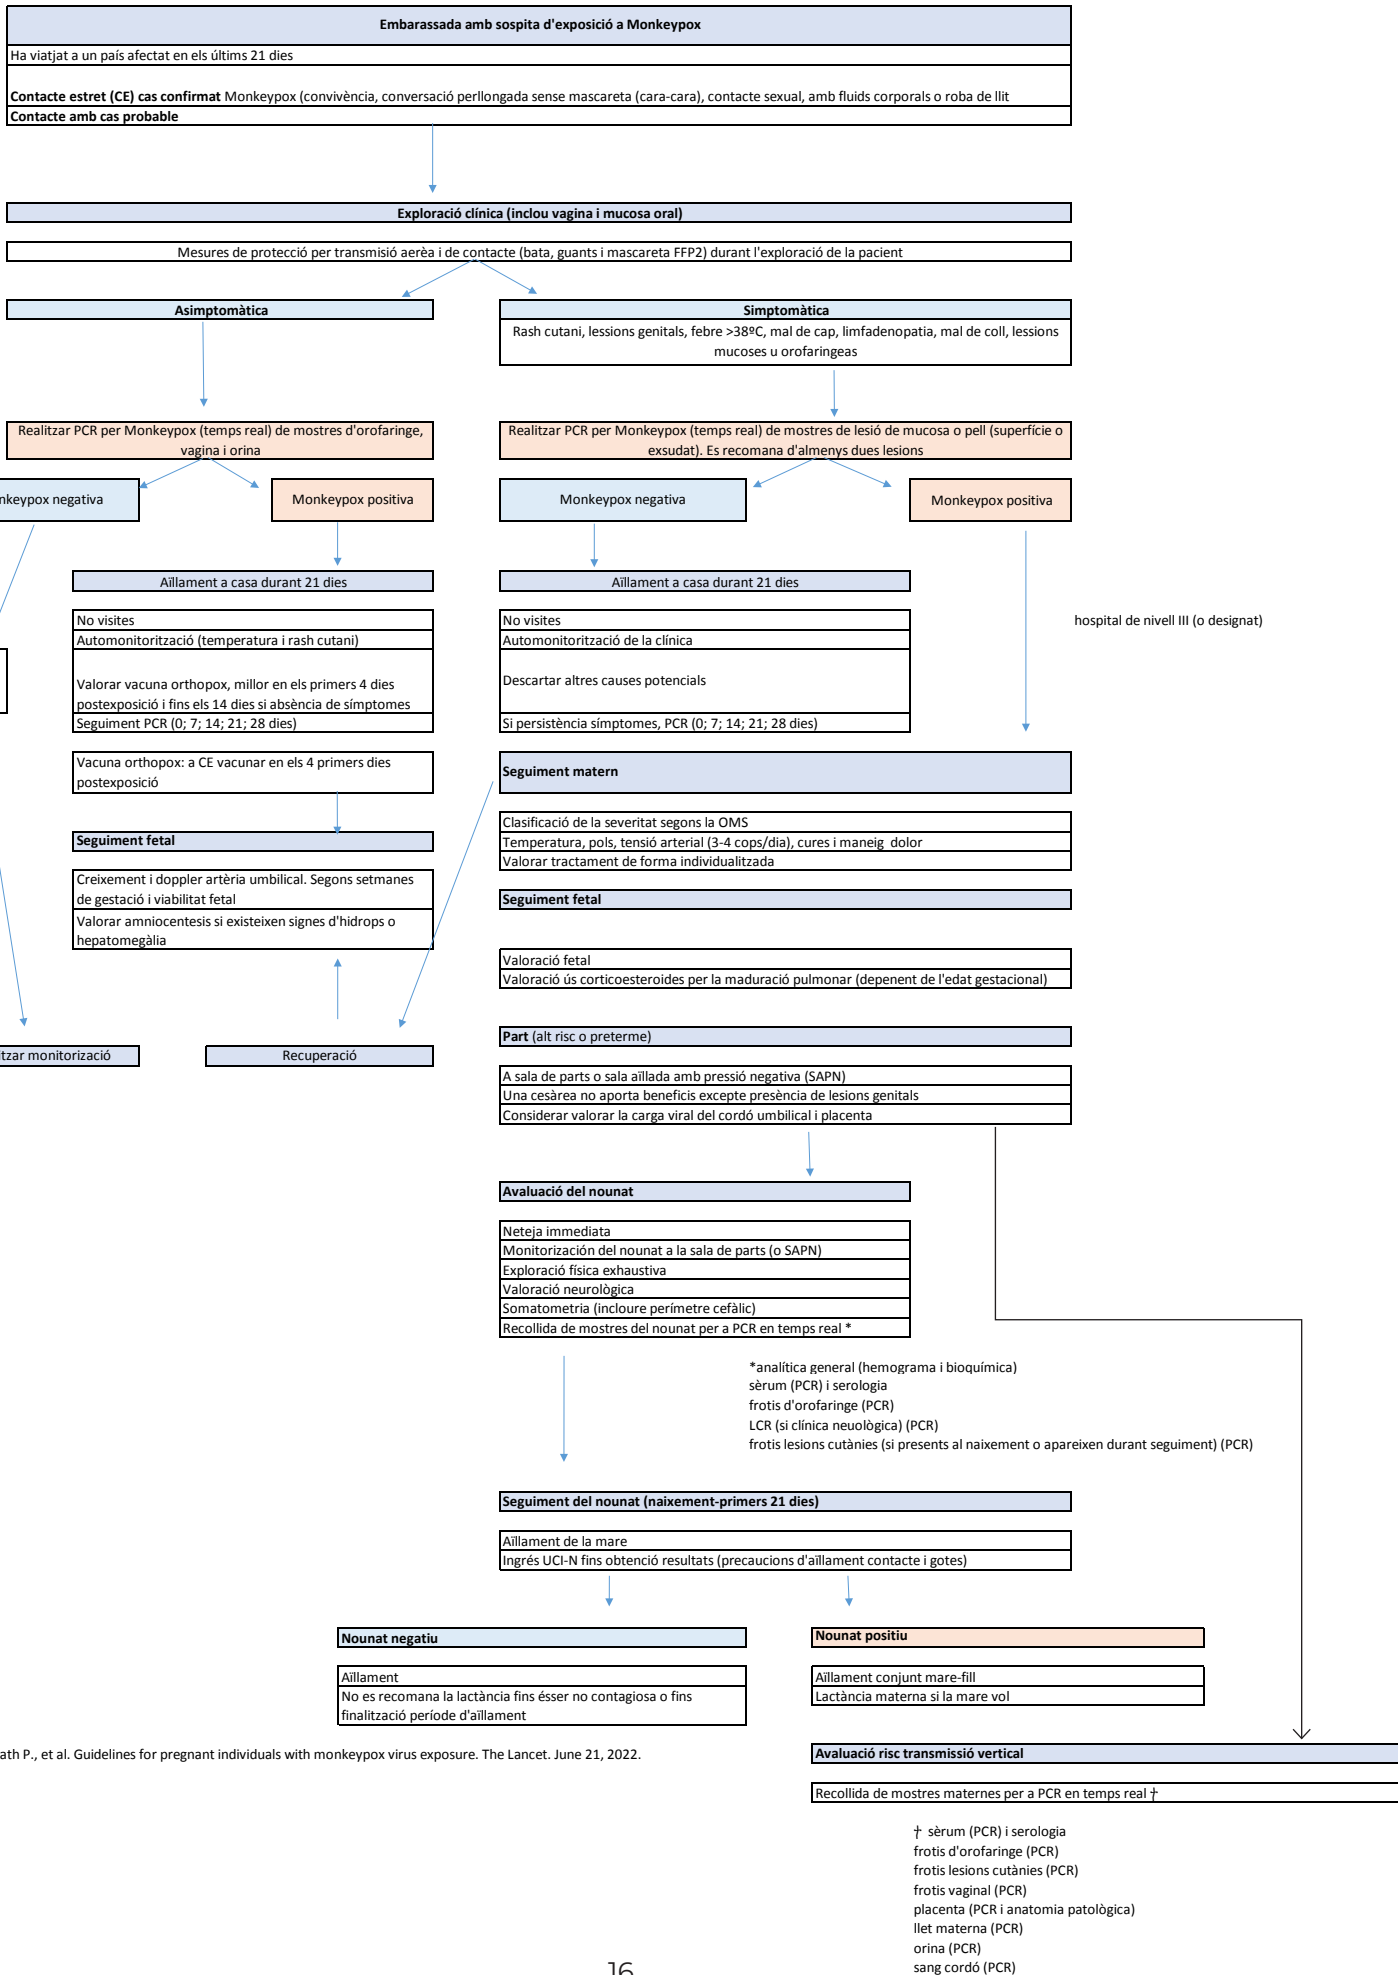 Embarassada amb sospita d'exposició a Monkeypox
Ha viatjat a un país afectat en els últims 21 dies
Contacte estret (CE) cas confirmat Monkeypox (convivència, conversació perllongada sense mascareta (cara-cara), contacte sexual, amb fluids corporals o roba de llit
Contacte amb cas probable
Exploració clínica (inclou vagina i mucosa oral)
Mesures de protecció per transmisió aerèa i de contacte (bata, guants i mascareta FFP2) durant l'exploració de la pacient
Asimptomàtica
Simptomàtica
Rash cutani, lessions genitals, febre >38ºC, mal de cap, limfadenopatia, mal de coll, lessions
mucoses u orofaringeas
Realitzar PCR per Monkeypox (temps real) de mostres d'orofaringe,
vagina i orina
Realitzar PCR per Monkeypox (temps real) de mostres de lesió de mucosa o pell (superfície o
exsudat). Es recomana d'almenys dues lesions
nkeypox negativa
Monkeypox positiva
Monkeypox negativa
Monkeypox positiva
Aïllament a casa durant 21 dies
No visites
Automonitorització (temperatura i rash cutani)
Valorar vacuna orthopox, millor en els primers 4 dies
postexposició i fins els 14 dies si absència de símptomes
Seguiment PCR (0; 7; 14; 21; 28 dies)
Vacuna orthopox: a CE vacunar en els 4 primers dies
postexposició
Seguiment fetal
Creixement i doppler artèria umbilical. Segons setmanes
de gestació i viabilitat fetal
Valorar amniocentesis si existeixen signes d'hidrops o
hepatomegàlia
tzar monitorizació
Recuperació
Aïllament a casa durant 21 dies
No visites
Automonitorització de la clínica
Descartar altres causes potencials
Si persistència símptomes, PCR (0; 7; 14; 21; 28 dies)
hospital de nivell III (o designat)
Seguiment matern
Clasificació de la severitat segons la OMS
Temperatura, pols, tensió arterial (3-4 cops/dia), cures i maneig dolor
Valorar tractament de forma individualitzada
Seguiment fetal
Valoració fetal
Valoració ús corticoesteroides per la maduració pulmonar (depenent de l'edat gestacional)
Part (alt risc o preterme)
A sala de parts o sala aïllada amb pressió negativa (SAPN)
Una cesàrea no aporta beneficis excepte presència de lesions genitals
Considerar valorar la carga viral del cordó umbilical i placenta
Avaluació del nounat
Neteja immediata
Monitorización del nounat a la sala de parts (o SAPN)
Exploració física exhaustiva
Valoració neurològica
Somatometria (incloure perímetre cefàlic)
Recollida de mostres del nounat per a PCR en temps real *
*analítica general (hemograma i bioquímica)
sèrum (PCR) i serologia
frotis d'orofaringe (PCR)
LCR (si clínica neuològica) (PCR)
frotis lesions cutànies (si presents al naixement o apareixen durant seguiment) (PCR)
Seguiment del nounat (naixement-primers 21 dies)
Aïllament de la mare
Ingrés UCI-N fins obtenció resultats (precaucions d'aïllament contacte i gotes)
Nounat negatiu
Aïllament
No es recomana la lactància fins ésser no contagiosa o fins
finalització període d'aïllament
Nounat positiu
Aïllament conjunt mare-fill
Lactància materna si la mare vol
ath P., et al. Guidelines for pregnant individuals with monkeypox virus exposure. The Lancet. June 21, 2022.
Avaluació risc transmissió vertical
Recollida de mostres maternes per a PCR en temps real †
† sèrum (PCR) i serologia
frotis d'orofaringe (PCR)
frotis lesions cutànies (PCR)
frotis vaginal (PCR)
placenta (PCR i anatomia patològica)
llet materna (PCR)
orina (PCR)
sang cordó (PCR)
16